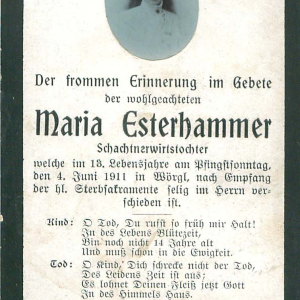 Der frommen Erinnerung im Gebete
der wohlgeachteten
Maria Esterhammer
Schachtnerwirtstochter
welche im 13. Lebensjahre am Pfingstsonntag,
den 4. Juni 1911 in Wörgl, nach Empfang
der hl. Sterbsakramente selig im Herrn ver-
schieden ist.
Kind: O Tod, Du rufst so früh mir Halt!
In des Lebens Blütezeit,
Bin noch nicht 14 Jahre alt
Und muß schon in die Ewigkeit.
Tod: O Kind, Dich schrecke nicht der Tod,
Des Leidens Zeit ist aus;
Es lohnet Deinen Fleiß jetzt Gott
In des Himmels Haus.